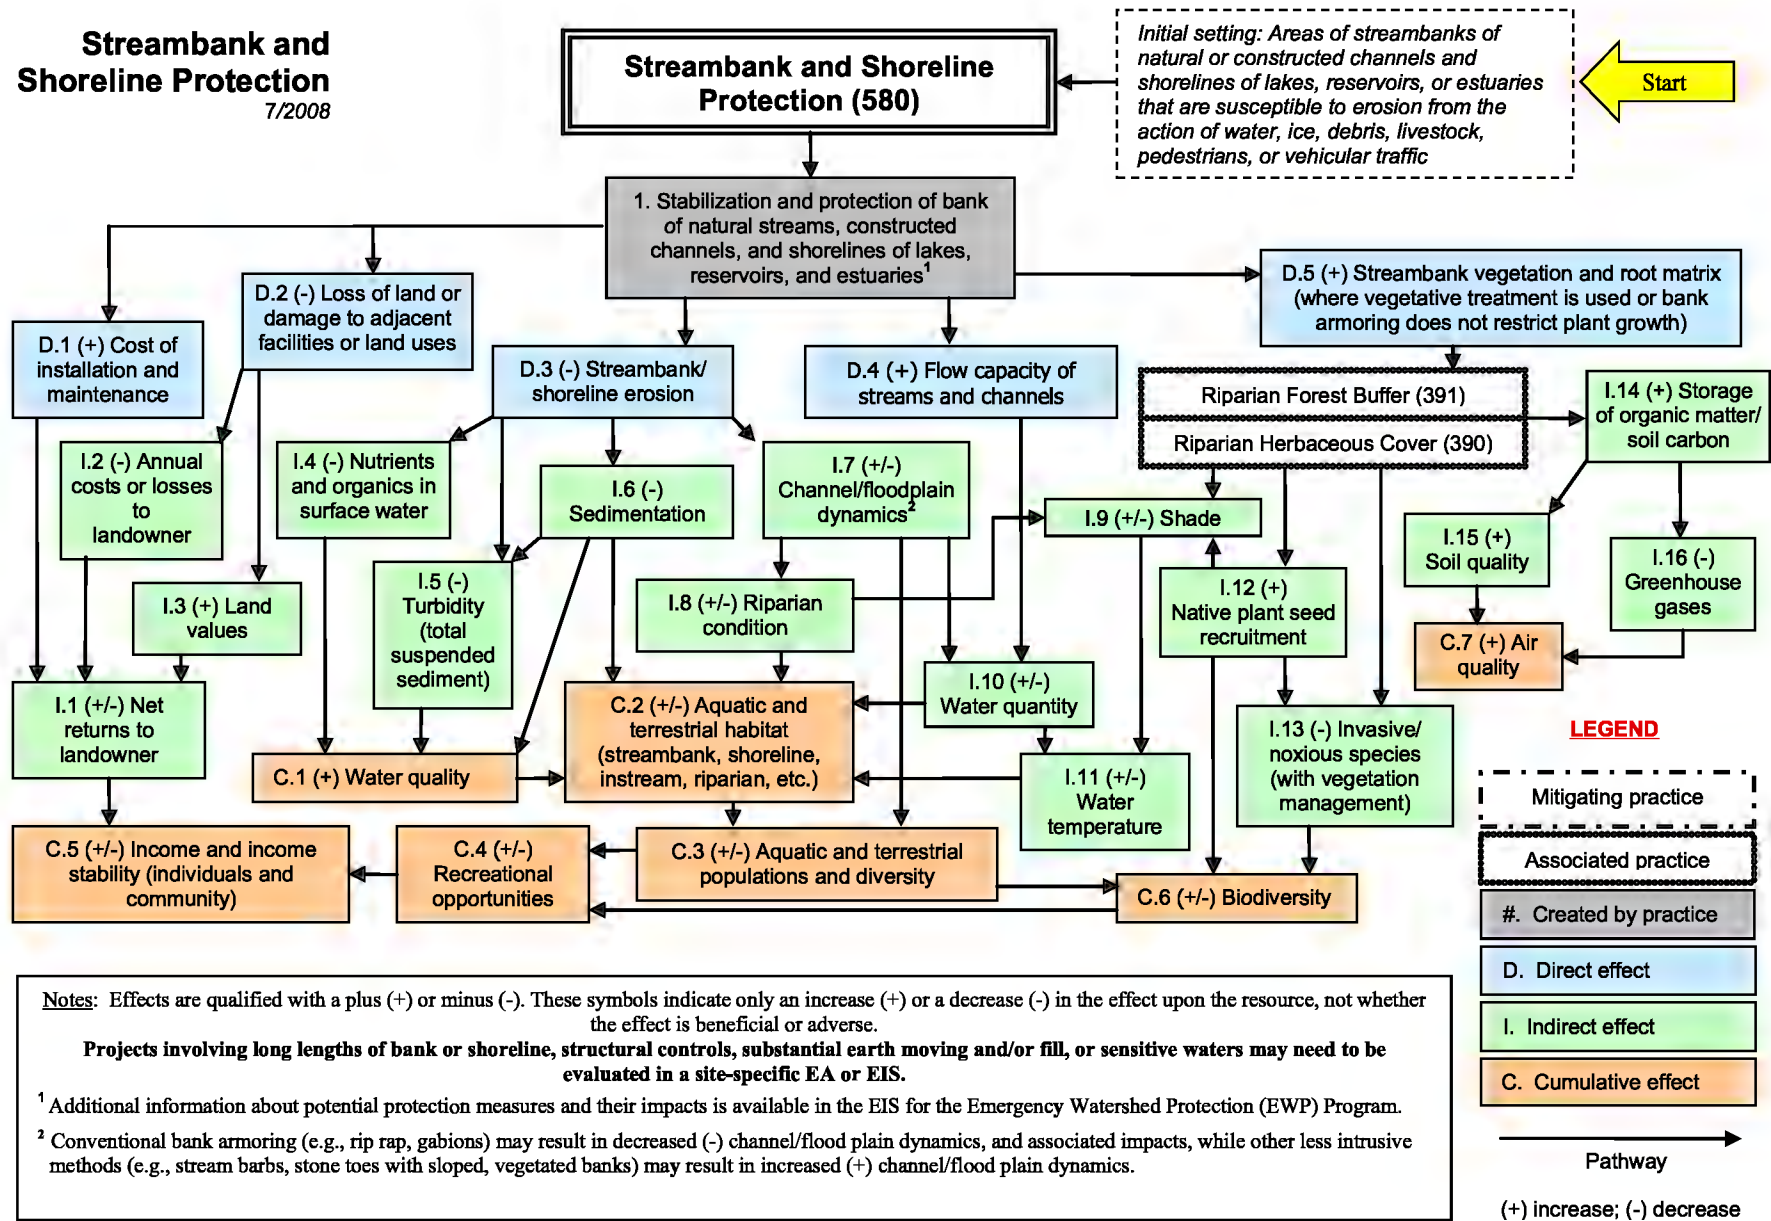 Streambank and
Shoreline Protection
7/2008
Streambank and Shoreline
Protection (580)
Initial setting: Areas of streambanks of
natural or constructed channels and
shorelines of lakes, reservoirs, or estuaries
that are susceptible to erosion from the
action of water, ice, debris, livestock,
pedestrians, or vehicular traffic
Start
1. Stabilization and protection of bank
of natural streams, constructed
channels, and shorelines of lakes,
reservoirs, and estuaries1
D.1 (+) Cost of
installation and
maintenance
D.2 (-) Loss of land or
damage to adjacent
facilities or land uses
D.3 (-) Streambank/
shoreline erosion
D.4 (+) Flow capacity of
streams and channels
D.5 (+) Streambank vegetation and root matrix
(where vegetative treatment is used or bank
armoring does not restrict plant growth)
Riparian Forest Buffer (391)
Riparian Herbaceous Cover (390)
I.14 (+) Storage
of organic matter/
soil carbon
I.2 (-) Annual
costs or losses
to
landowner
I.4 (-) Nutrients
and organics in
surface water
I.6 (-)
Sedimentation
I.7 (+/-)
Channel/floodplain
dynamics2
I.9 (+/-) Shade
I.15 (+)
Soil quality
I.16 (-)
Greenhouse
gases
I.3 (+) Land
values
I.5 (-)
Turbidity
(total
suspended
sediment)
I.8 (+/-) Riparian
condition
I.12 (+)
Native plant seed
recruitment
C.7 (+) Air
quality
I.1 (+/-) Net
returns to
landowner
C.1 (+) Water quality
C.2 (+/-) Aquatic and
terrestrial habitat
(streambank, shoreline,
instream, riparian, etc.)
I.10 (+/-)
Water quantity
I.11 (+/-)
Water
temperature
I.13 (-) Invasive/
noxious species
(with vegetation
management)
C.5 (+/-) Income and income
stability (individuals and
community)
C.4 (+/-)
Recreational
opportunities
C.3 (+/-) Aquatic and terrestrial
populations and diversity
C.6 (+/-) Biodiversity
LEGEND
Mitigating practice
Associated practice
#. Created by practice
D. Direct effect
I. Indirect effect
C. Cumulative effect
Pathway
(+) increase; (-) decrease
Notes: Effects are qualified with a plus (+) or minus (-). These symbols indicate only an increase (+) or a decrease (-) in the effect upon the resource, not whether
the effect is beneficial or adverse.
Projects involving long lengths of bank or shoreline, structural controls, substantial earth moving and/or fill, or sensitive waters may need to be
evaluated in a site-specific EA or EIS.
1 Additional information about potential protection measures and their impacts is available in the EIS for the Emergency Watershed Protection (EWP) Program.
2 Conventional bank armoring (e.g., rip rap, gabions) may result in decreased (-) channel/flood plain dynamics, and associated impacts, while other less intrusive
methods (e.g., stream barbs, stone toes with sloped, vegetated banks) may result in increased (+) channel/flood plain dynamics.